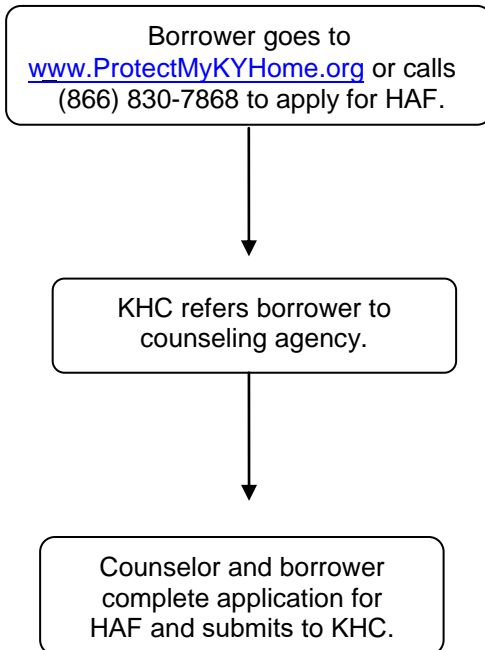 Borrower goes to
www.ProtectMyKYHome.org or calls
(866) 830-7868 to apply for HAF.
KHC refers borrower to
counseling agency.
Counselor and borrower
complete application for
HAF and submits to KHC.